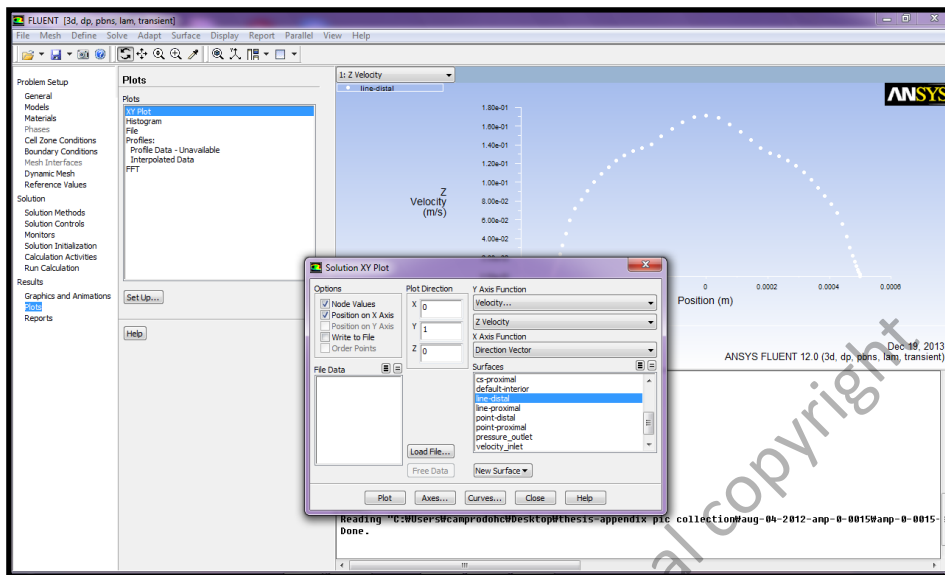 FLUENT [3d, dp, pbns, lam, transient]
File Mesh Define Solve Adapt Surface Display Report Parallel View Help
Problem Setup
General
Models
Materials
Phases
Cell Zone Conditions
Boundary Conditions
Mesh Interfaces
Dynamic Mesh
Reference Values
Solution
Solution Methods
Solution Controls
Monitors
Solution Initialization
Calculation Activities
Run Calculation
Results
Graphics and Animations
Plots
Reports
Plots
Plots
XY Plot
Histogram
File
Profiles:
Profile Data - Unavailable
Interpolated Data
FFT
Set Up...
Help
1: Z Velocity
line-distal
ANSYS
1.80e-01
1.60e-01
1.40e-01
1.20e-01
1.00e-01
8.00e-02
6.00e-02
4.00e-02
Z
Velocity
(m/s)
0 0.0002 0.0004 0.0006
Position (m)
Dec 19, 2013
ANSYS FLUENT 12.0 (3d, dp, pbns, lam, transient)
Solution XY Plot
Options
Node Values
Position on X Axis
Position on Y Axis
Write to File
Order Points
Plot Direction
X 0
Y 1
Z 0
Y Axis Function
Velocity...
Z Velocity
X Axis Function
Direction Vector
File Data
Surfaces
cs-proximal
default-interior
line-distal
line-proximal
point-distal
point-proximal
pressure_outlet
velocity_inlet
Load File...
Free Data
New Surface
Plot Axes... Curves... Close Help
Reading "C:₩Users₩camprodohc₩Desktop₩thesis-appendix pic collection₩aug-04-2012-amp-0-0015₩amp-0-0015-
Done.
al copyright